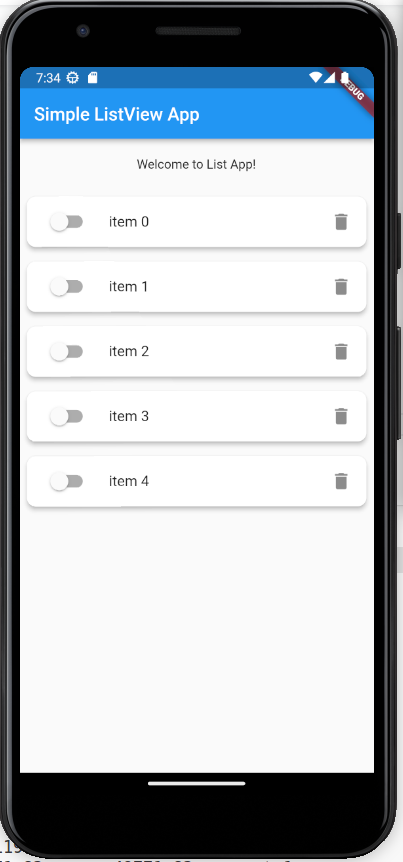 7:34
DEBUG
Simple ListView App
Welcome to List App!
item 0
item 1
item 2
item 3
item 4